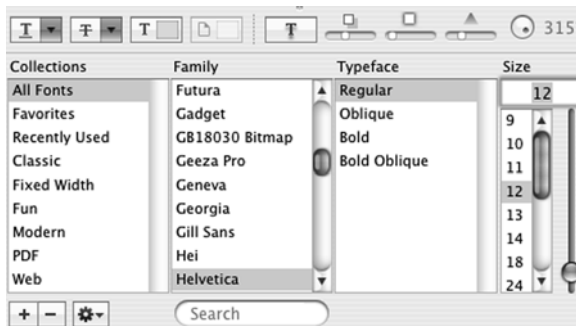 T T T T 315
Collections Family Typeface Size
All Fonts Futura Regular 12
Favorites Gadget Oblique 9
Recently Used GB18030 Bitmap Bold 10
Classic Geeza Pro Bold Oblique 11
Fixed Width Geneva 12
Fun Georgia 13
Modern Gill Sans 14
PDF Hei 18
Web Helvetica 24
Search